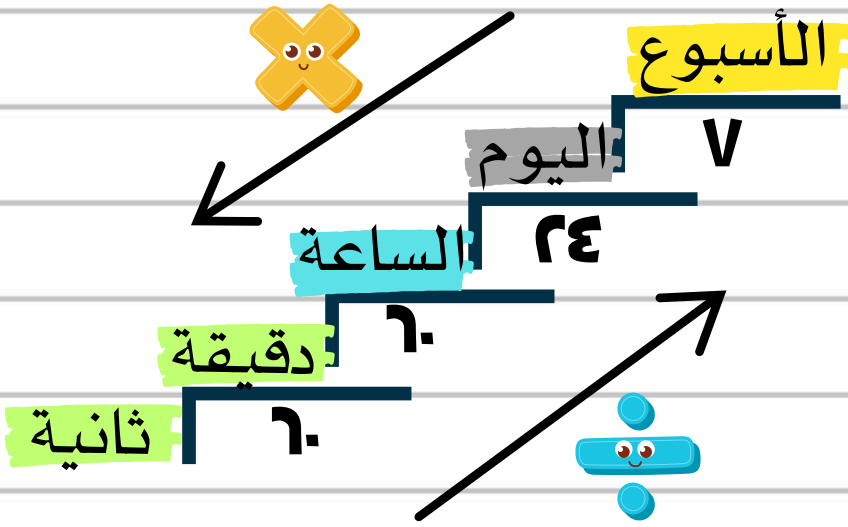 الأسبوع
٧
اليوم
٢٤
الساعة
٦٠
دقيقة
٦٠
ثانية